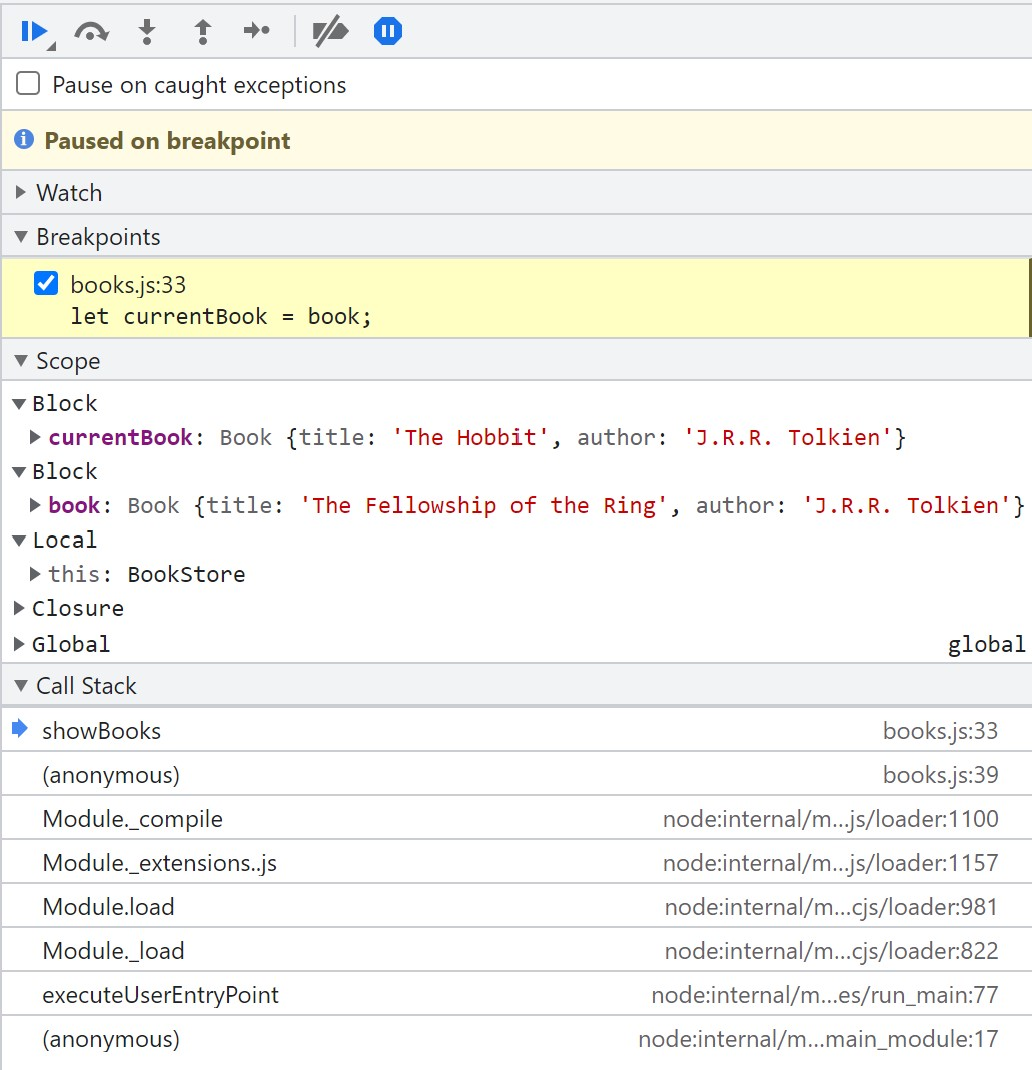 Pause on caught exceptions
Paused on breakpoint
Watch
Breakpoints
books.js:33
let currentBook = book;
Scope
Block
currentBook: Book {title: 'The Hobbit', author: 'J.R.R. Tolkien'}
Block
book: Book {title: 'The Fellowship of the Ring', author: 'J.R.R. Tolkien'}
Local
this: BookStore
Closure
Global global
Call Stack
showBooks books.js:33
(anonymous) books.js:39
Module._compile node:internal/m…js/loader:1100
Module._extensions..js node:internal/m…js/loader:1157
Module.load node:internal/m…cjs/loader:981
Module._load node:internal/m…cjs/loader:822
executeUserEntryPoint node:internal/m…es/run_main:77
(anonymous) node:internal/m…main_module:17